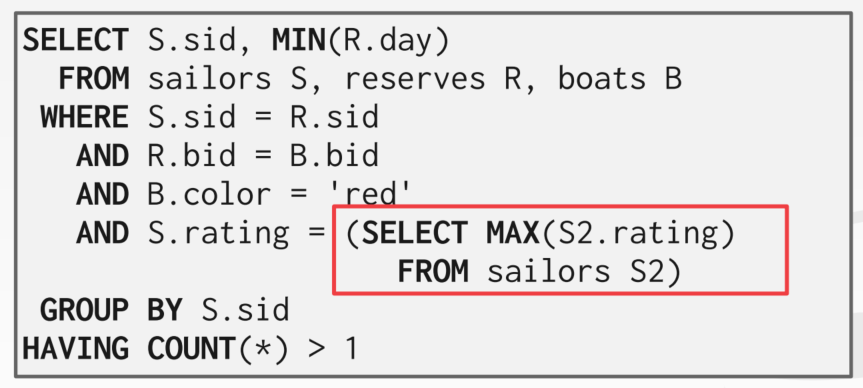 SELECT S.sid, MIN(R.day)
FROM sailors S, reserves R, boats B
WHERE S.sid = R.sid
AND R.bid = B.bid
AND B.color = 'red'
AND S.rating = (SELECT MAX(S2.rating)
FROM sailors S2)
GROUP BY S.sid
HAVING COUNT(*) > 1